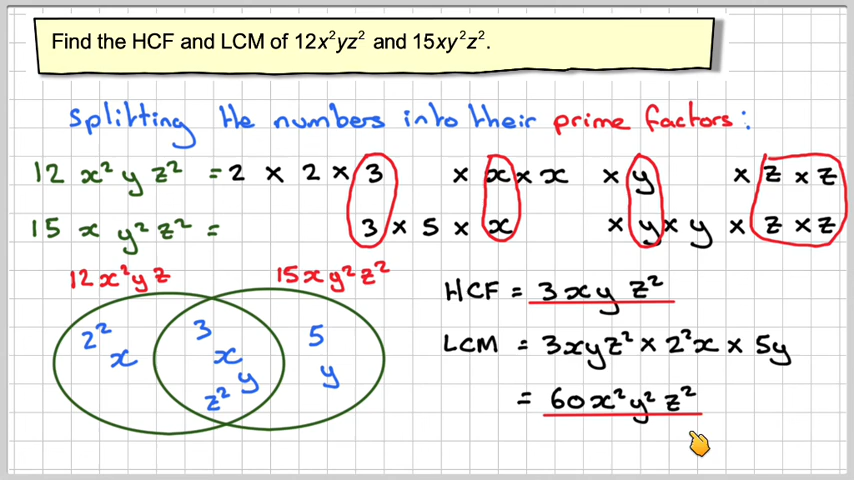 Find the HCF and LCM of 12x²yz² and 15xy²z².
Splitting the numbers into their prime factors:
12 x² y z² = 2 × 2 × 3 × x × x × y × z × z
15 x y² z² = 3 × 5 × x × y × y × z × z
12x²yz 15xy²z²
2² x
3 x y z²
5 y
HCF = 3xyz²
LCM = 3xyz² × 2²x × 5y
= 60x²y²z²